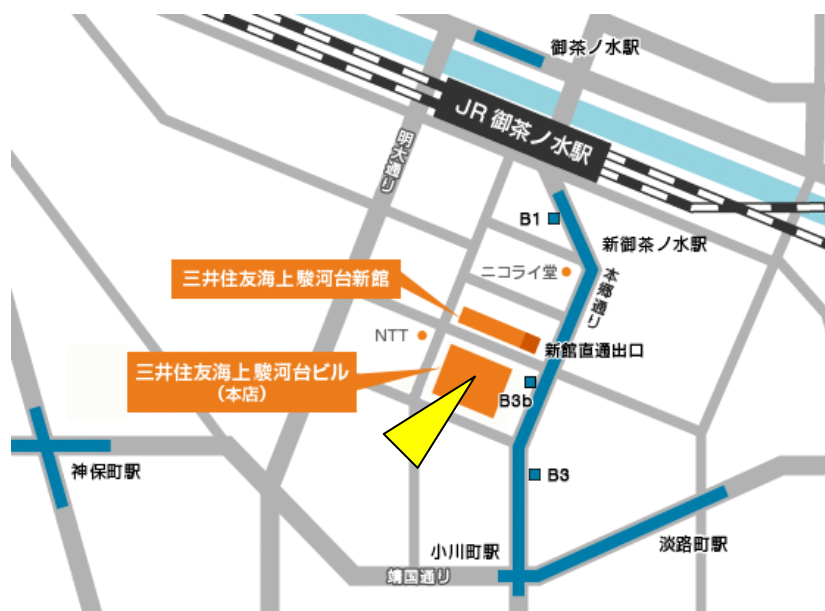 御茶ノ水駅
JR 御茶ノ水駅
明大通り
B1
新御茶ノ水駅
ニコライ堂
本郷通り
三井住友海上駿河台新館
NTT
新館直通出口
三井住友海上駿河台ビル
(本店)
B3b
神保町駅
B3
小川町駅
淡路町駅
靖国通り